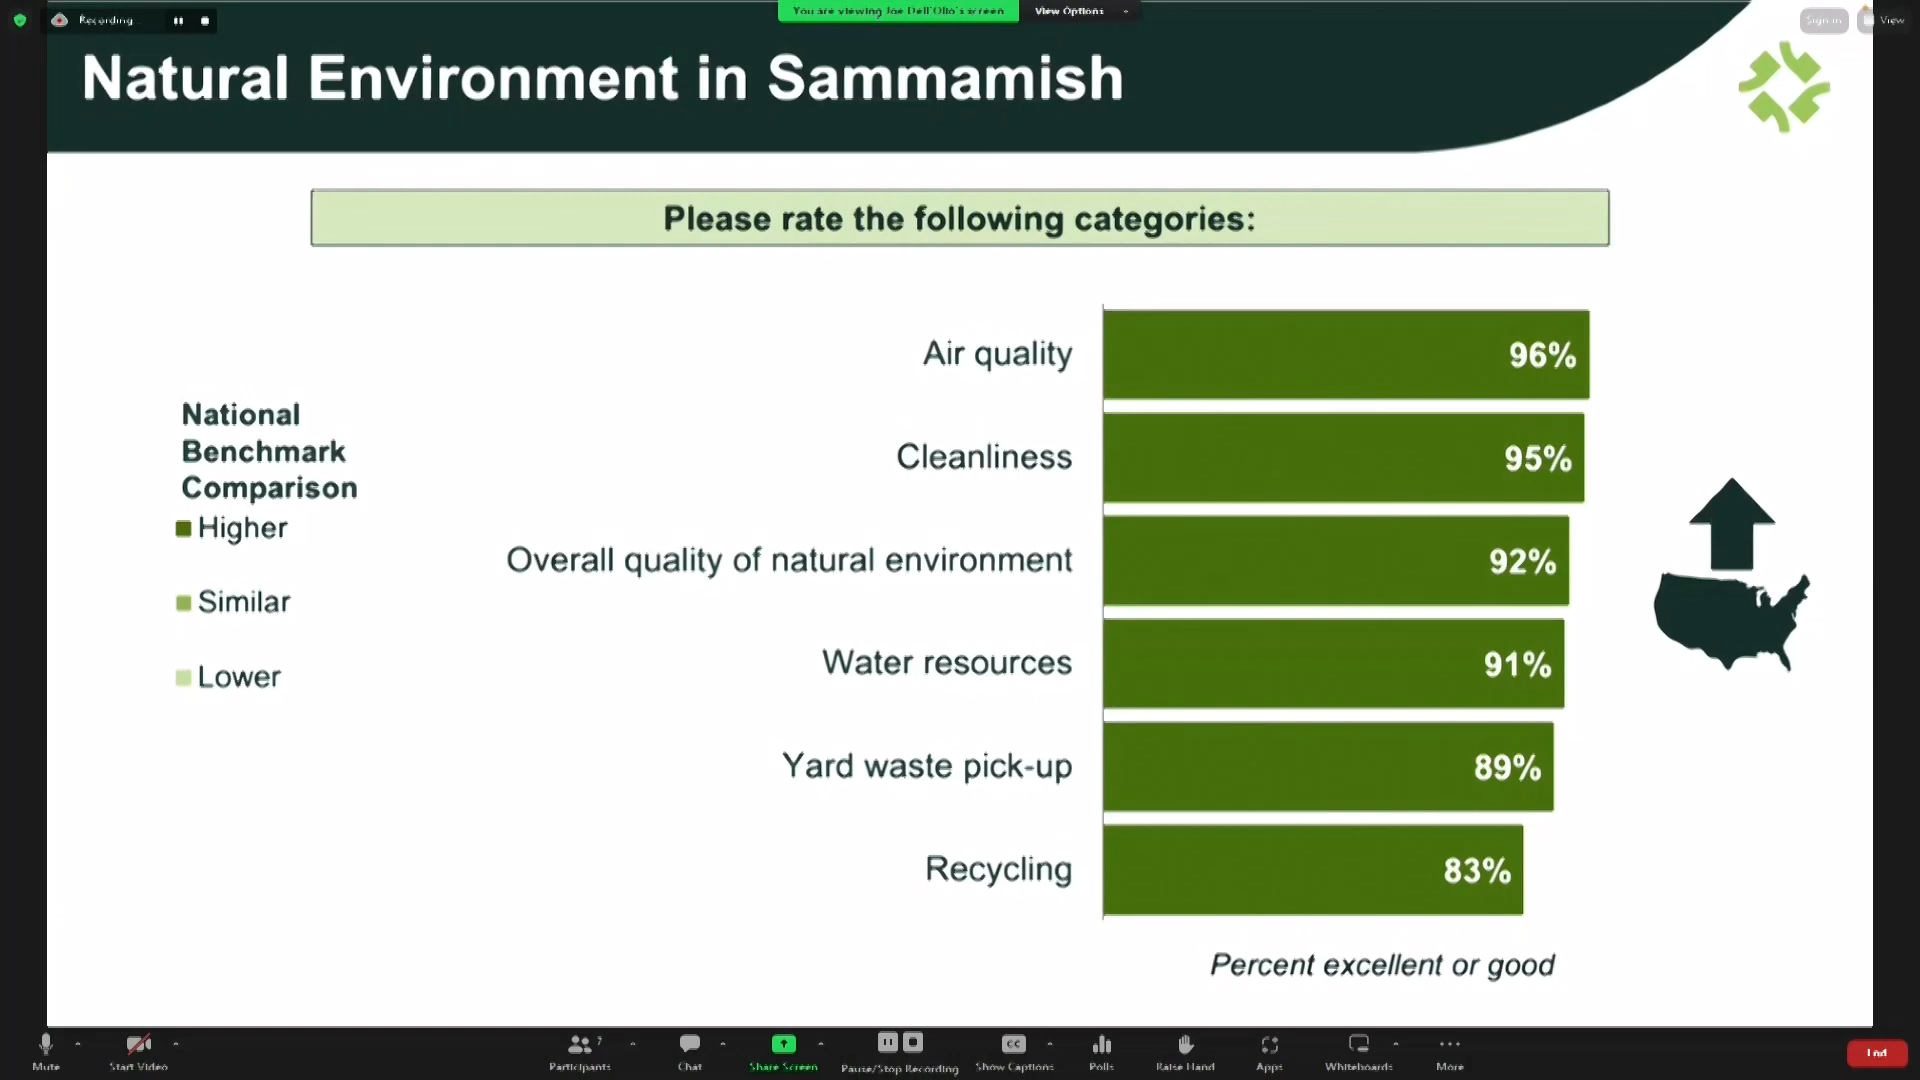 Recording...
You are viewing Joe Dell'Olio's screen
View Options
Sign in
View
Natural Environment in Sammamish
Please rate the following categories:
National
Benchmark
Comparison
Higher
Similar
Lower
Air quality 96%
Cleanliness 95%
Overall quality of natural environment 92%
Water resources 91%
Yard waste pick-up 89%
Recycling 83%
Percent excellent or good
Mute
Start Video
Participants 7
Chat
Share Screen
Pause/Stop Recording
CC
Show Captions
Polls
Raise Hand
Apps
Whiteboards
More
End